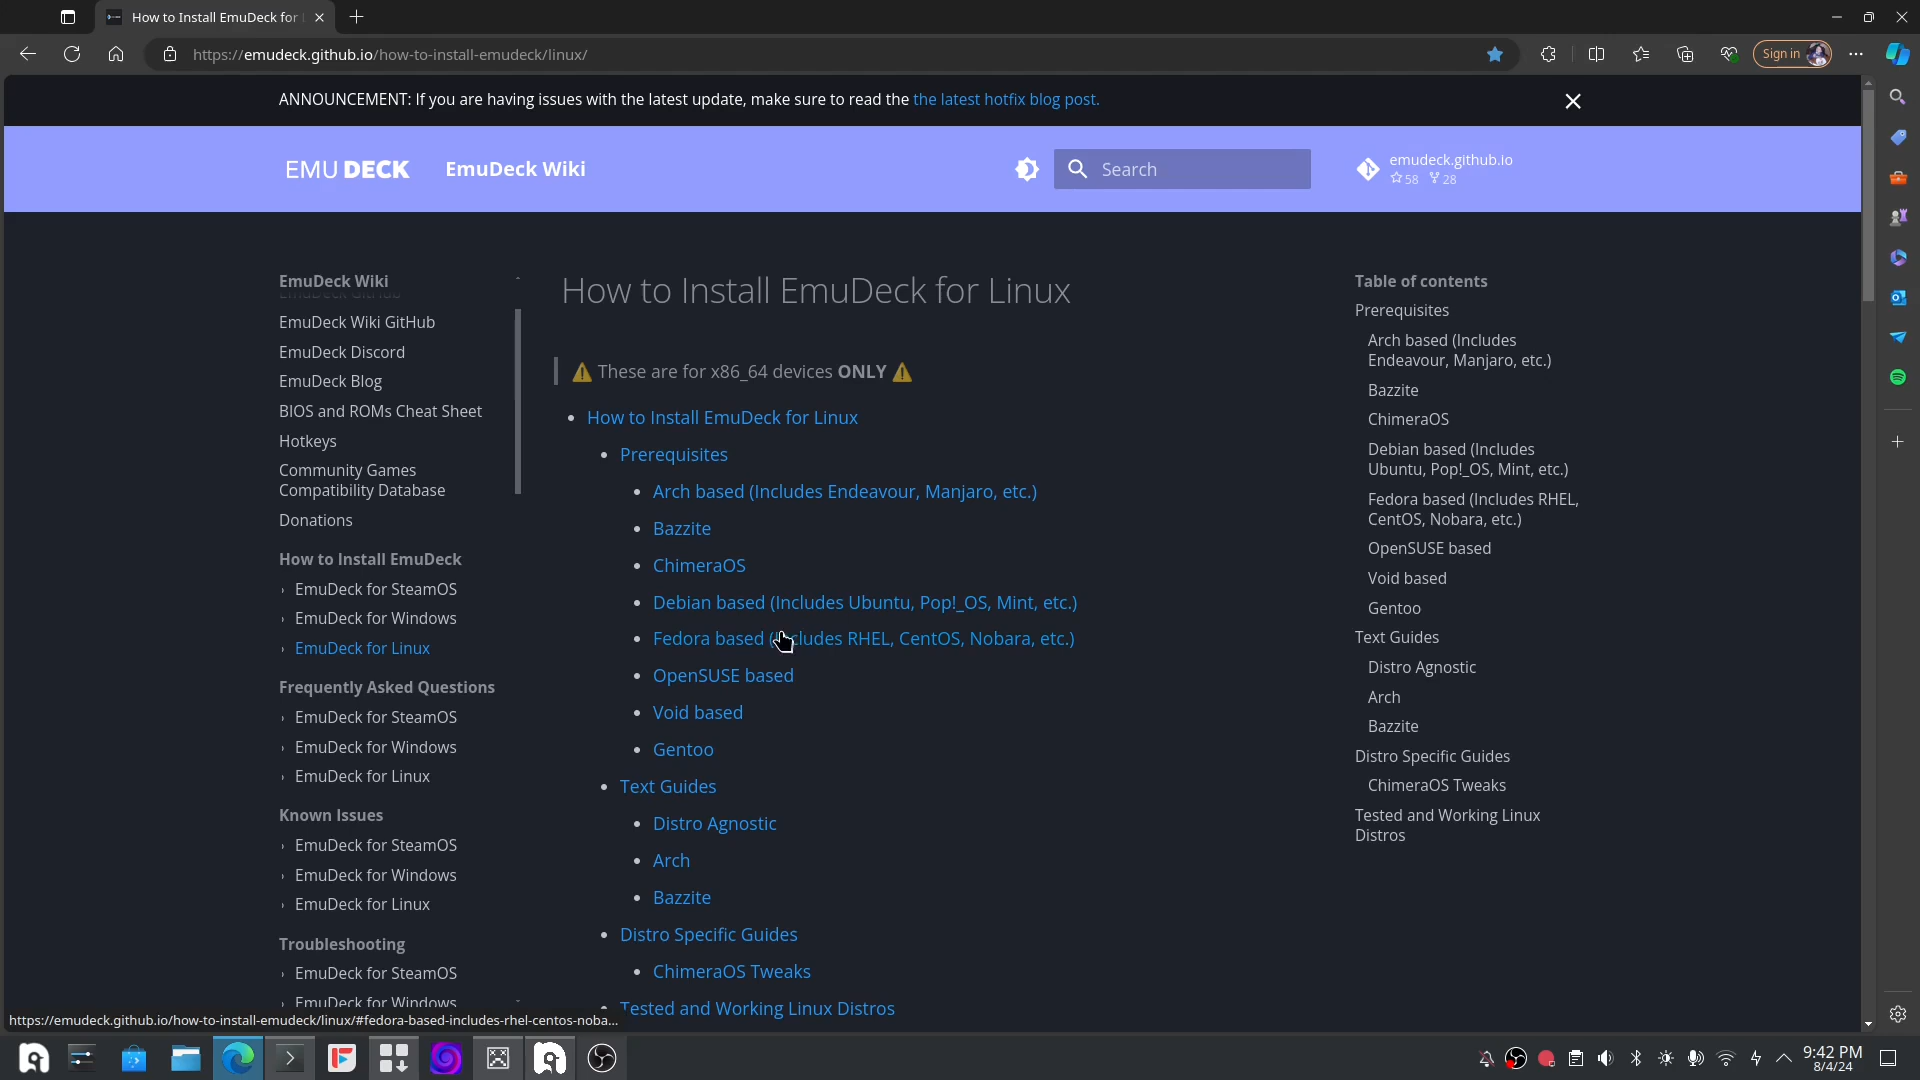 How to Install EmuDeck for
https://emudeck.github.io/how-to-install-emudeck/linux/
Sign in
ANNOUNCEMENT: If you are having issues with the latest update, make sure to read the the latest hotfix blog post.
EMU DECK
EmuDeck Wiki
Search
emudeck.github.io
58 28
EmuDeck Wiki
EmuDeck GitHub
EmuDeck Wiki GitHub
EmuDeck Discord
EmuDeck Blog
BIOS and ROMs Cheat Sheet
Hotkeys
Community Games
Compatibility Database
Donations
How to Install EmuDeck
EmuDeck for SteamOS
EmuDeck for Windows
EmuDeck for Linux
Frequently Asked Questions
EmuDeck for SteamOS
EmuDeck for Windows
EmuDeck for Linux
Known Issues
EmuDeck for SteamOS
EmuDeck for Windows
EmuDeck for Linux
Troubleshooting
EmuDeck for SteamOS
EmuDeck for Windows
How to Install EmuDeck for Linux
⚠️ These are for x86_64 devices ONLY ⚠️
How to Install EmuDeck for Linux
Prerequisites
Arch based (Includes Endeavour, Manjaro, etc.)
Bazzite
ChimeraOS
Debian based (Includes Ubuntu, Pop!_OS, Mint, etc.)
Fedora based (Includes RHEL, CentOS, Nobara, etc.)
OpenSUSE based
Void based
Gentoo
Text Guides
Distro Agnostic
Arch
Bazzite
Distro Specific Guides
ChimeraOS Tweaks
Tested and Working Linux Distros
Table of contents
Prerequisites
Arch based (Includes
Endeavour, Manjaro, etc.)
Bazzite
ChimeraOS
Debian based (Includes
Ubuntu, Pop!_OS, Mint, etc.)
Fedora based (Includes RHEL,
CentOS, Nobara, etc.)
OpenSUSE based
Void based
Gentoo
Text Guides
Distro Agnostic
Arch
Bazzite
Distro Specific Guides
ChimeraOS Tweaks
Tested and Working Linux
Distros
https://emudeck.github.io/how-to-install-emudeck/linux/#fedora-based-includes-rhel-centos-noba...
9:42 PM
8/4/24